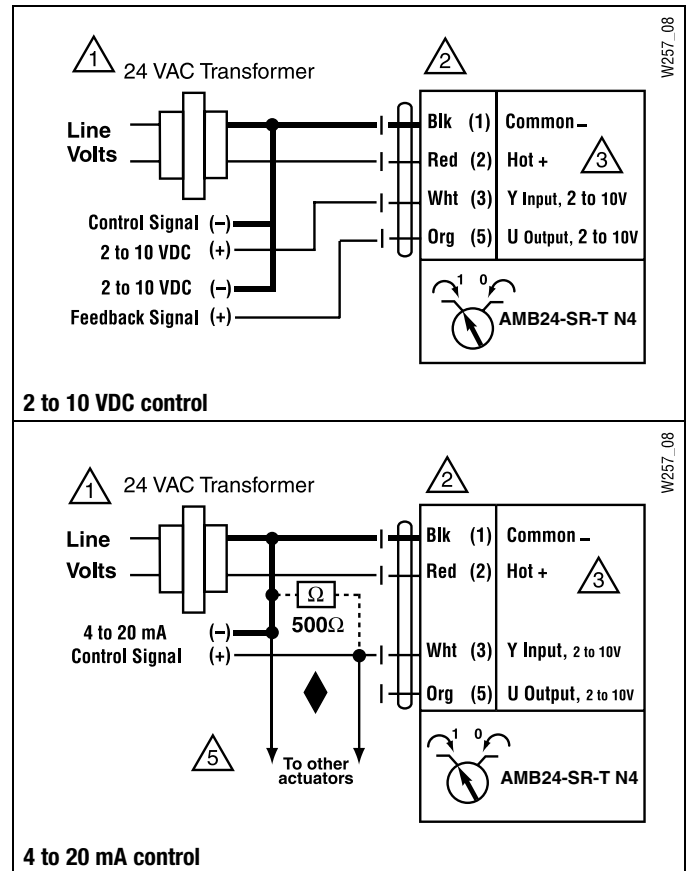 W257_08
1
24 VAC Transformer
2
Line
Volts
Blk (1) Common –
Red (2) Hot +
3
Wht (3) Y Input, 2 to 10V
Org (5) U Output, 2 to 10V
Control Signal (–)
2 to 10 VDC (+)
2 to 10 VDC (–)
Feedback Signal (+)
1 0
AMB24-SR-T N4
2 to 10 VDC control
W257_08
1
24 VAC Transformer
2
Line
Volts
Blk (1) Common –
Red (2) Hot +
3
Ω
500Ω
4 to 20 mA (–)
Control Signal (+)
Wht (3) Y Input, 2 to 10V
Org (5) U Output, 2 to 10V
5
To other
actuators
1 0
AMB24-SR-T N4
4 to 20 mA control